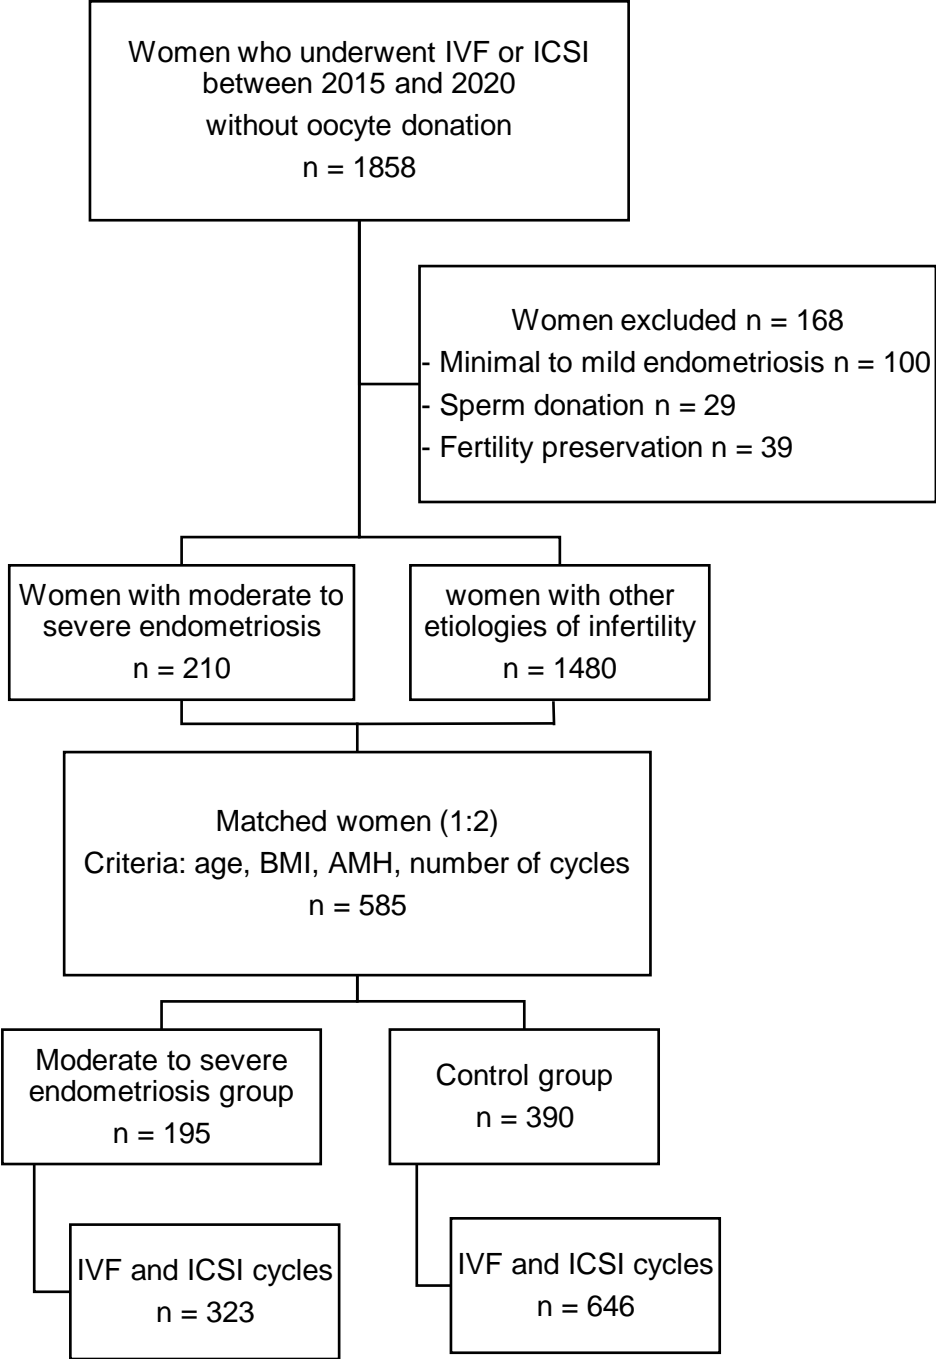 Women who underwent IVF or ICSI
between 2015 and 2020
without oocyte donation
n = 1858
Women excluded n = 168
- Minimal to mild endometriosis n = 100
- Sperm donation n = 29
- Fertility preservation n = 39
Women with moderate to
severe endometriosis
n = 210
women with other
etiologies of infertility
n = 1480
Matched women (1:2)
Criteria: age, BMI, AMH, number of cycles
n = 585
Moderate to severe
endometriosis group
n = 195
Control group
n = 390
IVF and ICSI cycles
n = 323
IVF and ICSI cycles
n = 646